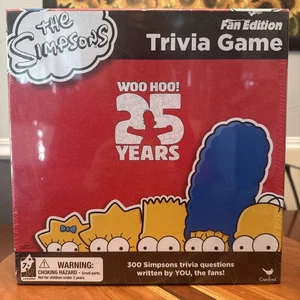 THE
SIMPSONS
Fan Edition
Trivia Game
WOO HOO!
25
YEARS
WARNING:
CHOKING HAZARD - Small parts.
Not for children under 3 years.
300 Simpsons trivia questions
written by YOU, the fans!
Cardinal